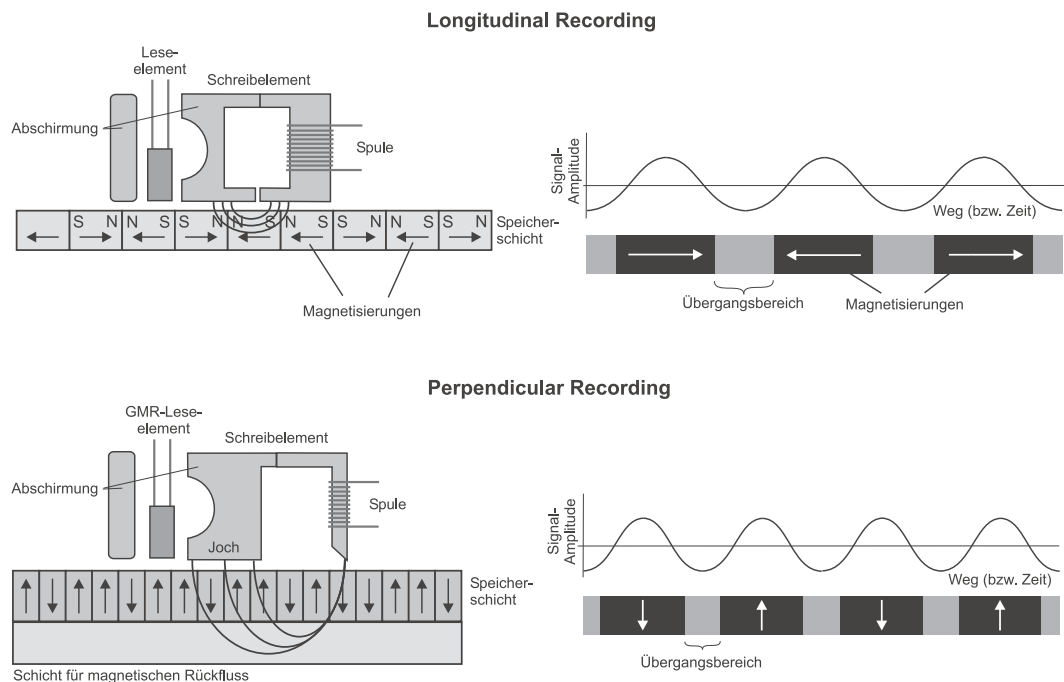 Longitudinal Recording
Lese-
element
Schreibelement
Abschirmung
Spule
S N N S S N N S S N N S S N
Speicher-
schicht
Magnetisierungen
Signal-
Amplitude
Weg (bzw. Zeit)
Übergangsbereich
Magnetisierungen
Perpendicular Recording
GMR-Lese-
element
Schreibelement
Abschirmung
Spule
Joch
Speicher-
schicht
Schicht für magnetischen Rückfluss
Signal-
Amplitude
Weg (bzw. Zeit)
Übergangsbereich